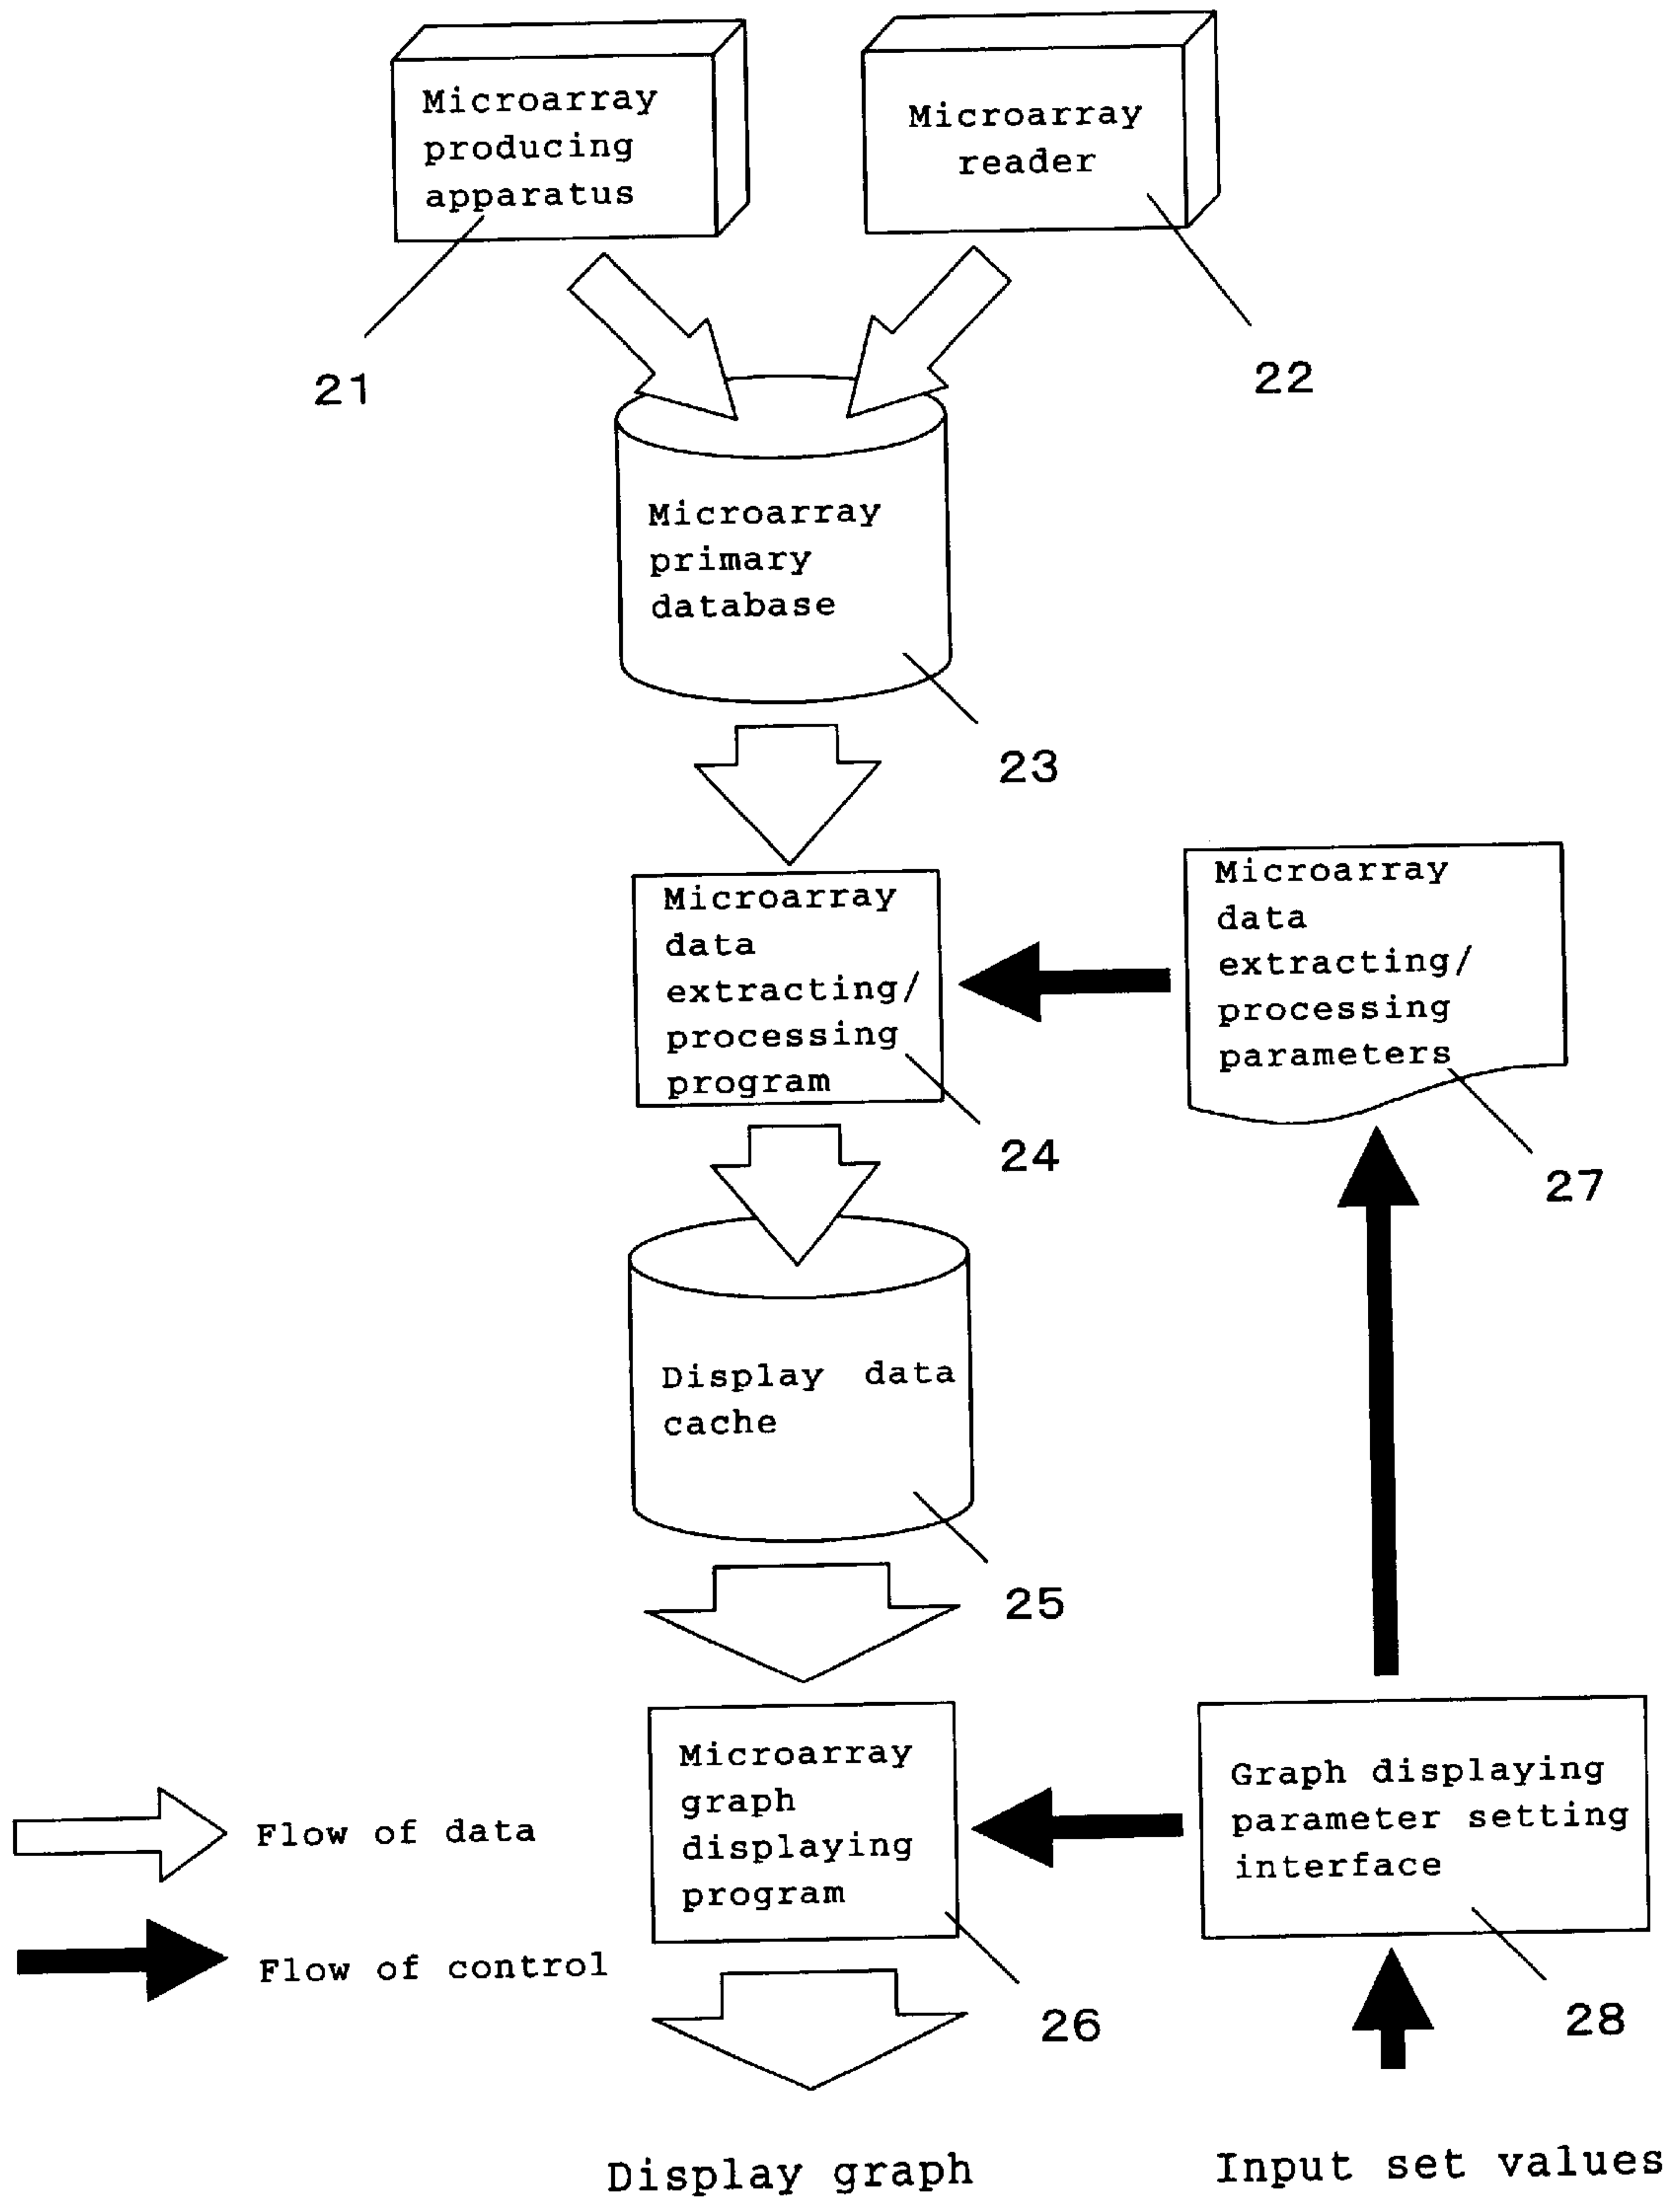 Microarray
producing
apparatus
Microarray
reader
21
22
Microarray
primary
database
23
Microarray
data
extracting/
processing
program
24
Microarray
data
extracting/
processing
parameters
27
Display data
cache
25
Microarray
graph
displaying
program
26
Graph displaying
parameter setting
interface
28
Flow of data
Flow of control
Display graph
Input set values